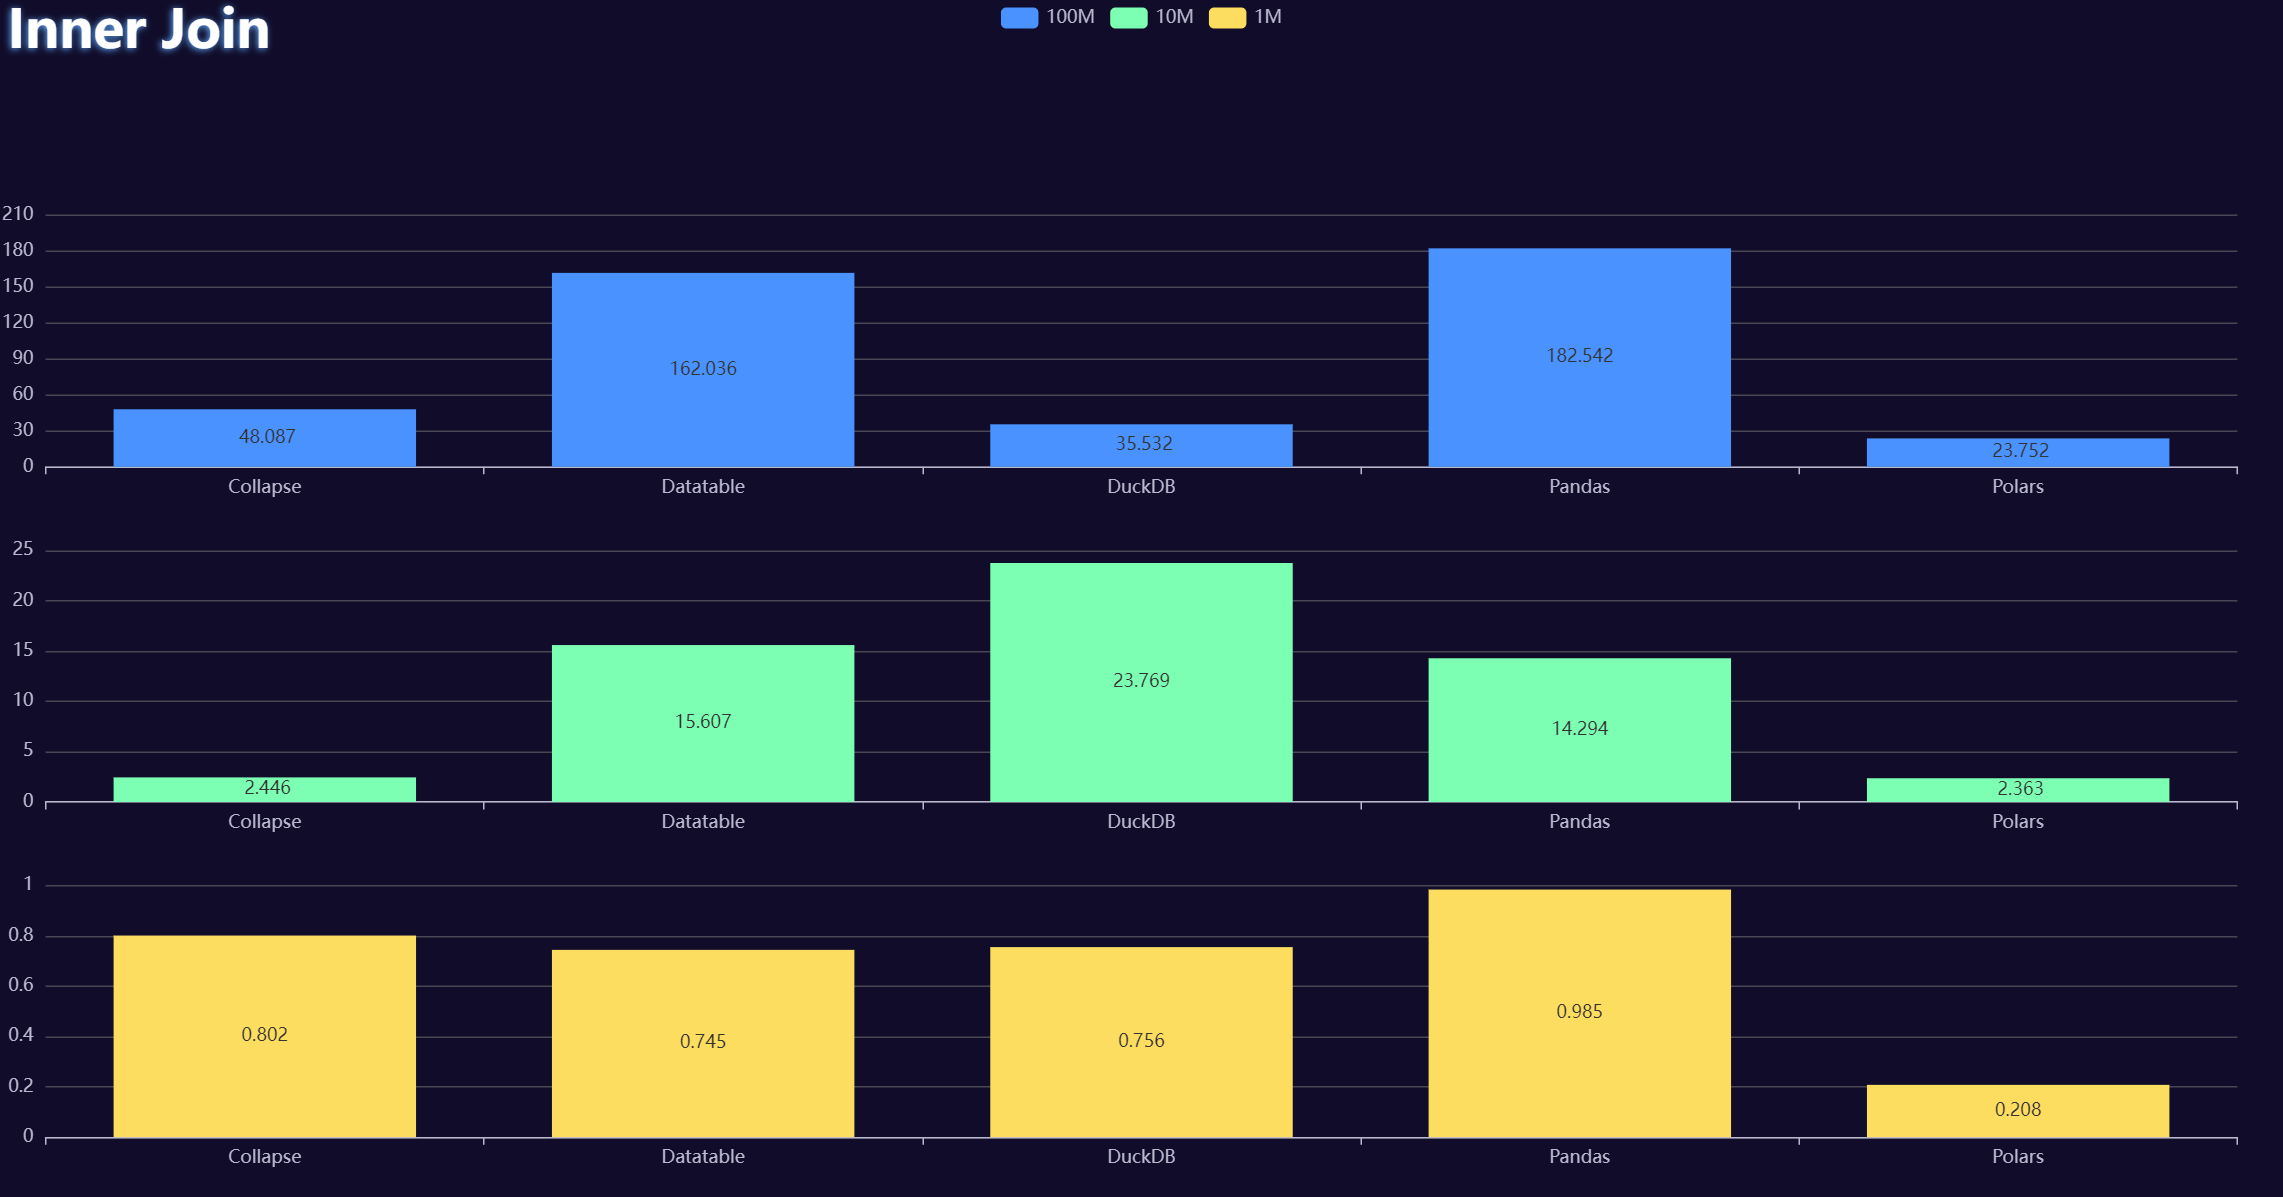 Inner Join
100M 10M 1M
210
180
150
120
90
60
30
0
48.087 162.036 35.532 182.542 23.752
Collapse Datatable DuckDB Pandas Polars
25
20
15
10
5
0
2.446 15.607 23.769 14.294 2.363
Collapse Datatable DuckDB Pandas Polars
1
0.8
0.6
0.4
0.2
0
0.802 0.745 0.756 0.985 0.208
Collapse Datatable DuckDB Pandas Polars